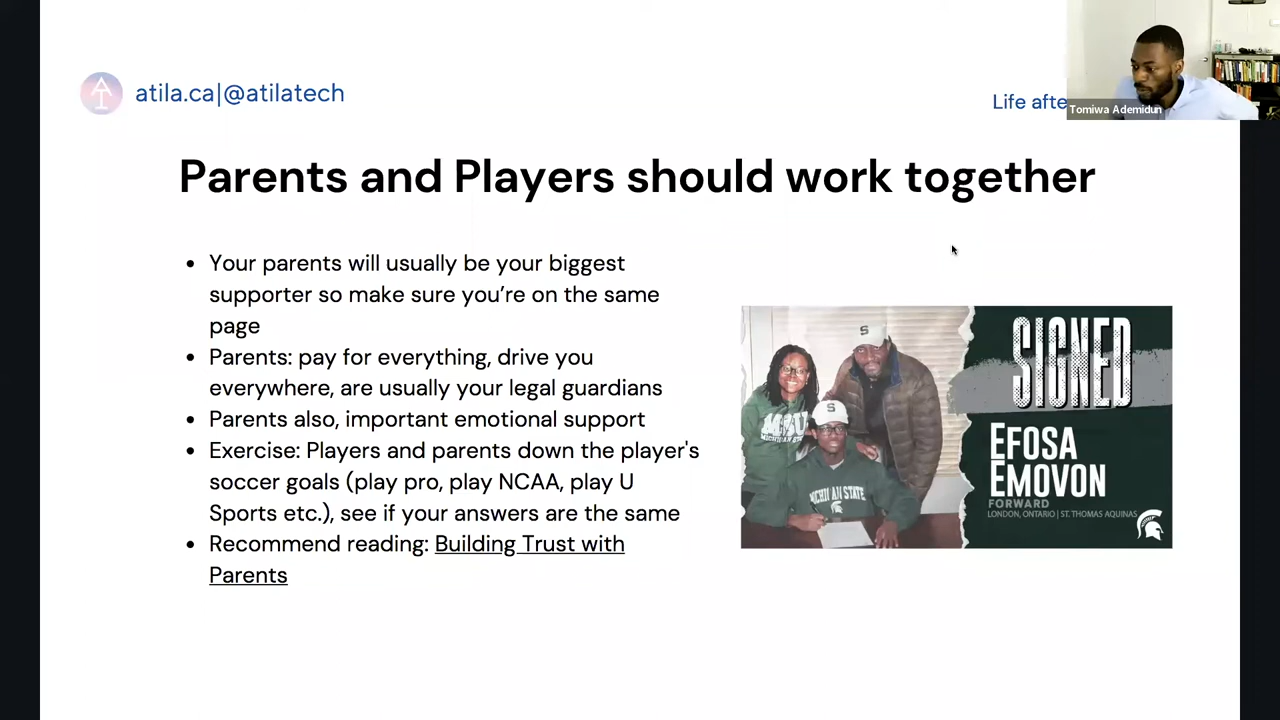 atila.ca|@atilatech
Life afte
Tomiwa Ademidun
Parents and Players should work together
• Your parents will usually be your biggest
supporter so make sure you’re on the same
page
• Parents: pay for everything, drive you
everywhere, are usually your legal guardians
• Parents also, important emotional support
• Exercise: Players and parents down the player's
soccer goals (play pro, play NCAA, play U
Sports etc.), see if your answers are the same
• Recommend reading: Building Trust with
Parents
S
S
MICHIGAN STATE
SIGNED
EFOSA
EMOVON
FORWARD
LONDON, ONTARIO | ST. THOMAS AQUINAS